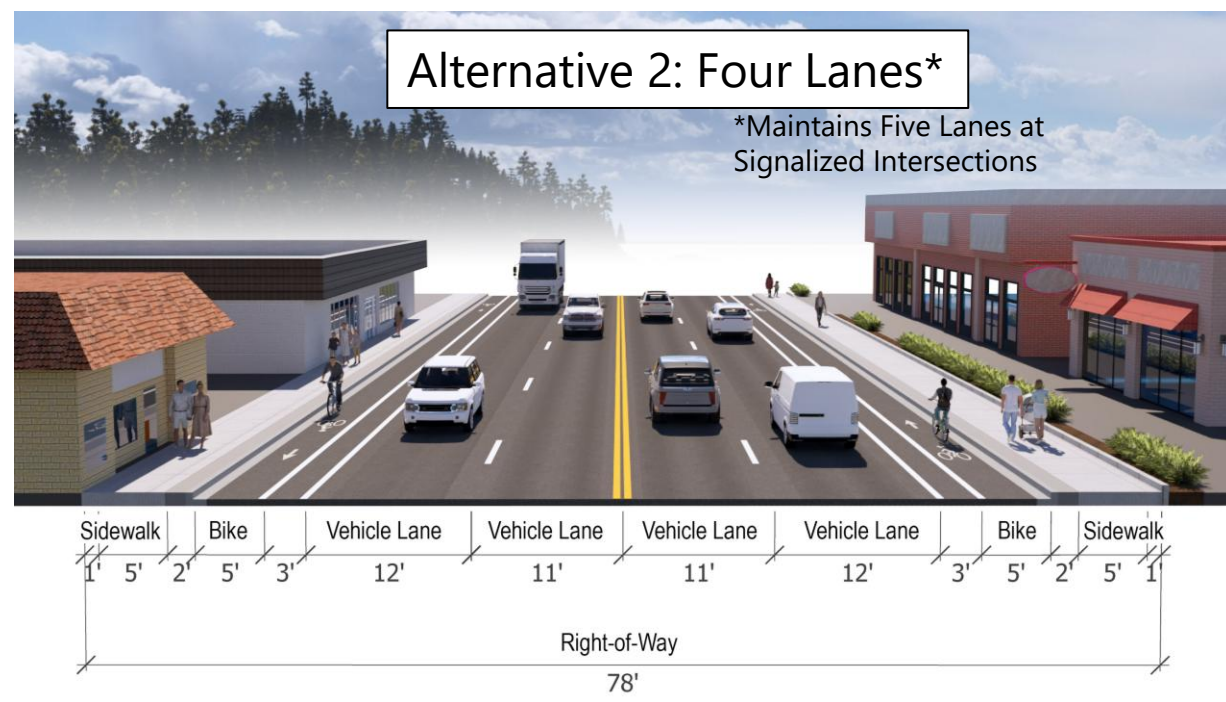 Alternative 2: Four Lanes*
*Maintains Five Lanes at
Signalized Intersections
Sidewalk Bike Vehicle Lane Vehicle Lane Vehicle Lane Vehicle Lane Bike Sidewalk
1' 5' 2' 5' 3' 12' 11' 11' 12' 3' 5' 2' 5' 1'
Right-of-Way
78'